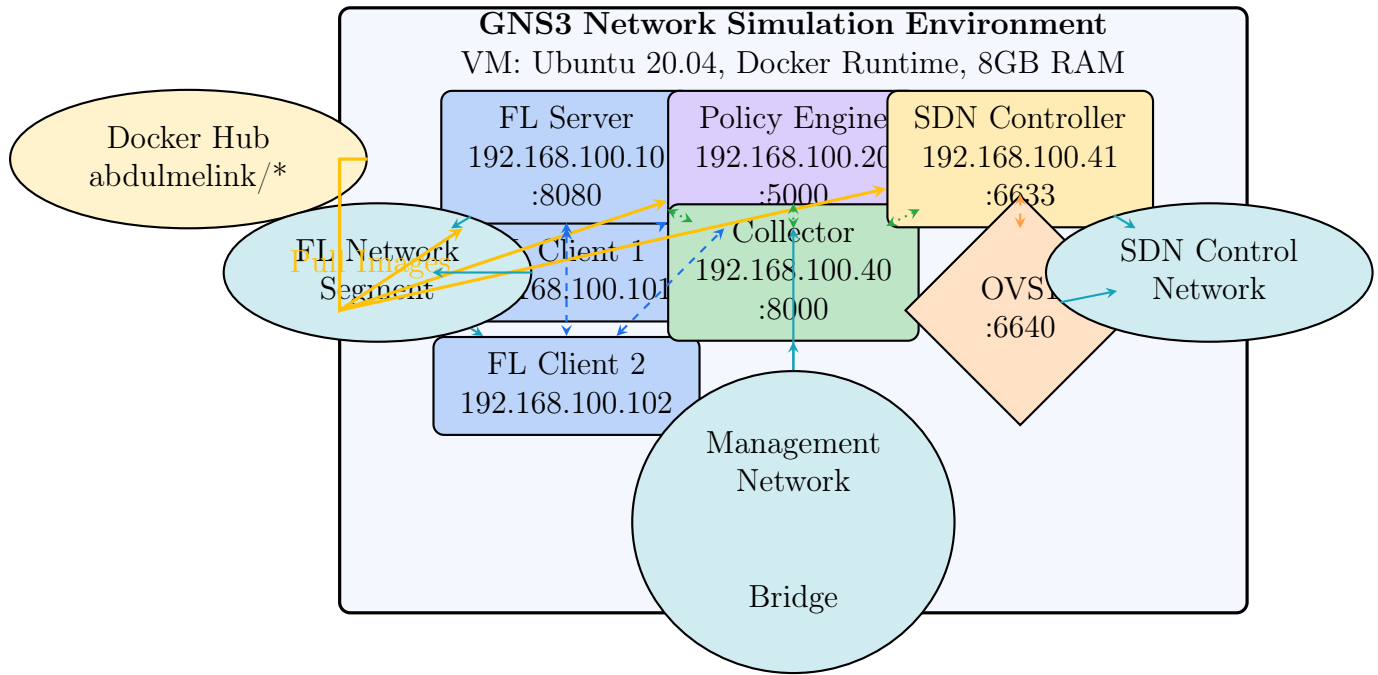 GNS3 Network Simulation Environment
VM: Ubuntu 20.04, Docker Runtime, 8GB RAM
Docker Hub
abdulmelink/*
FL Server
192.168.100.10
:8080
Policy Engine
192.168.100.20
:5000
SDN Controller
192.168.100.41
:6633
FL Network
Segment
Pull Images
Client 1
168.100.101
Collector
192.168.100.40
:8000
OVS1
:6640
SDN Control
Network
FL Client 2
192.168.100.102
Management
Network
Bridge